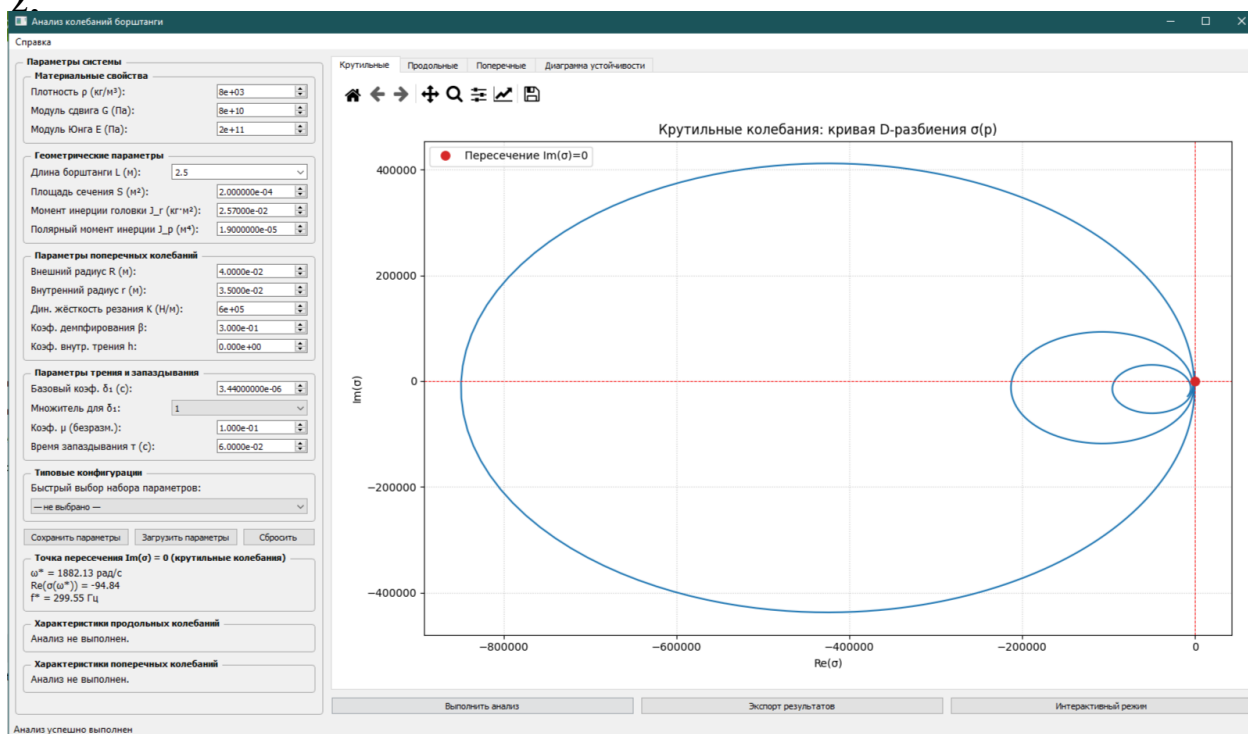 2.
Анализ колебаний борштанги
Справка
Параметры системы
Материальные свойства
Плотность ρ (кг/м³): 8e+03
Модуль сдвига G (Па): 8e+10
Модуль Юнга E (Па): 2e+11
Геометрические параметры
Длина борштанги L (м): 2.5
Площадь сечения S (м²): 2.000000e-04
Момент инерции головки J_r (кг·м²): 2.57000e-02
Полярный момент инерции J_p (м⁴): 1.9000000e-05
Параметры поперечных колебаний
Внешний радиус R (м): 4.0000e-02
Внутренний радиус r (м): 3.5000e-02
Дин. жёсткость резания K (Н/м): 6e+05
Коэф. демпфирования β: 3.000e-01
Коэф. внутр. трения h: 0.000e+00
Параметры трения и запаздывания
Базовый коэф. δ₁ (с): 3.44000000e-06
Множитель для δ₁: 1
Коэф. μ (безразм.): 1.000e-01
Время запаздывания τ (с): 6.0000e-02
Типовые конфигурации
Быстрый выбор набора параметров:
— не выбрано —
Сохранить параметры Загрузить параметры Сбросить
Точка пересечения Im(σ) = 0 (крутильные колебания)
ω* = 1882.13 рад/с
Re(σ(ω*)) = -94.84
f* = 299.55 Гц
Характеристики продольных колебаний
Анализ не выполнен.
Характеристики поперечных колебаний
Анализ не выполнен.
Анализ успешно выполнен
Крутильные Продольные Поперечные Диаграмма устойчивости
Крутильные колебания: кривая D-разбиения σ(p)
Пересечение Im(σ)=0
400000
200000
0
−200000
−400000
Im(σ)
−800000 −600000 −400000 −200000 0
Re(σ)
Выполнить анализ Экспорт результатов Интерактивный режим